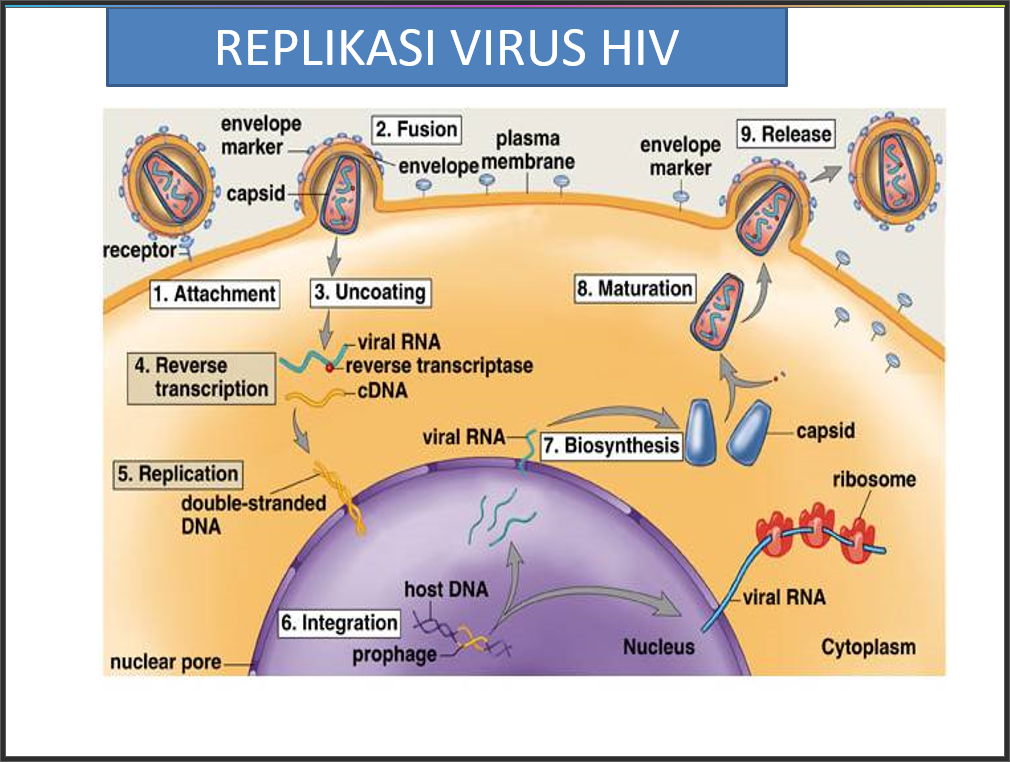 REPLIKASI VIRUS HIV
envelope
marker
2. Fusion
envelope
plasma
membrane
envelope
marker
9. Release
capsid
receptor
1. Attachment
3. Uncoating
8. Maturation
viral RNA
reverse transcriptase
4. Reverse
transcription
cDNA
viral RNA
7. Biosynthesis
capsid
5. Replication
double-stranded
DNA
ribosome
host DNA
6. Integration
prophage
viral RNA
Nucleus
Cytoplasm
nuclear pore